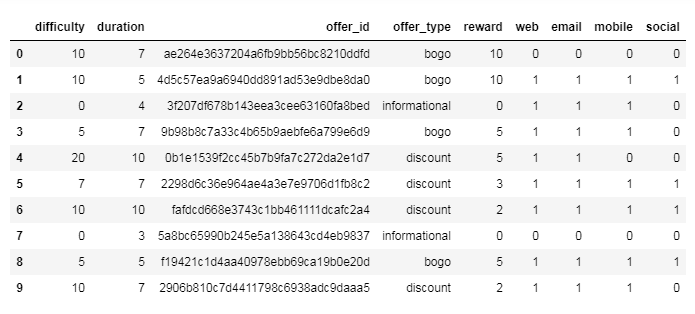 difficulty duration offer_id offer_type reward web email mobile social
0 10 7 ae264e3637204a6fb9bb56bc8210ddfd bogo 10 0 0 0 0
1 10 5 4d5c57ea9a6940dd891ad53e9dbe8da0 bogo 10 1 1 1 1
2 0 4 3f207df678b143eea3cee63160fa8bed informational 0 1 1 1 0
3 5 7 9b98b8c7a33c4b65b9aebfe6a799e6d9 bogo 5 1 1 1 0
4 20 10 0b1e1539f2cc45b7b9fa7c272da2e1d7 discount 5 1 1 0 0
5 7 7 2298d6c36e964ae4a3e7e9706d1fb8c2 discount 3 1 1 1 1
6 10 10 fafdcd668e3743c1bb461111dcafc2a4 discount 2 1 1 1 1
7 0 3 5a8bc65990b245e5a138643cd4eb9837 informational 0 0 0 0 0
8 5 5 f19421c1d4aa40978ebb69ca19b0e20d bogo 5 1 1 1 1
9 10 7 2906b810c7d4411798c6938adc9daaa5 discount 2 1 1 1 0